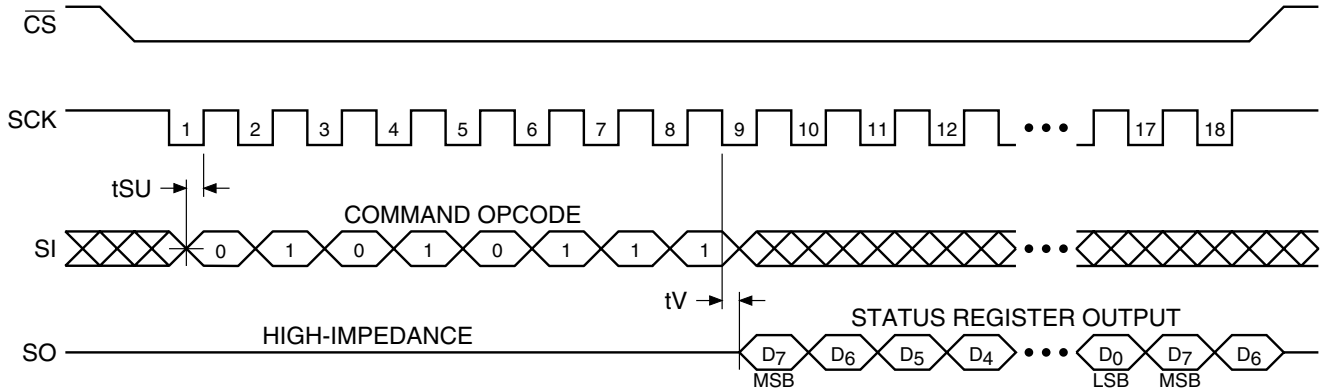 CS
SCK 1 2 3 4 5 6 7 8 9 10 11 12 ••• 17 18
tSU
COMMAND OPCODE
SI 0 1 0 1 0 1 1 1 •••
tV
HIGH-IMPEDANCE STATUS REGISTER OUTPUT
SO D7 D6 D5 D4 ••• D0 D7 D6
MSB LSB MSB